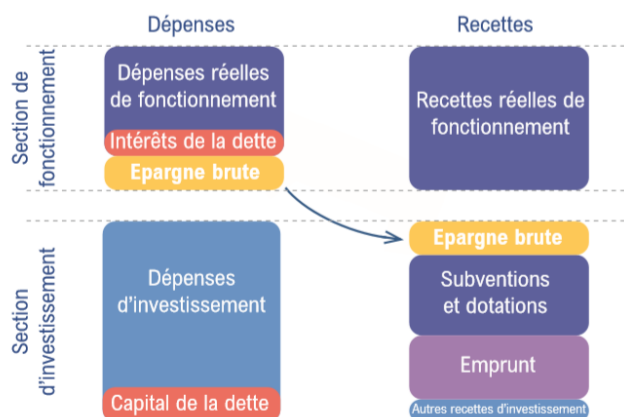 Dépenses
Recettes
Section de
fonctionnement
Dépenses réelles
de fonctionnement
Intérêts de la dette
Epargne brute
Recettes réelles de
fonctionnement
Section
d'investissement
Dépenses
d'investissement
Capital de la dette
Epargne brute
Subventions
et dotations
Emprunt
Autres recettes d'investissement